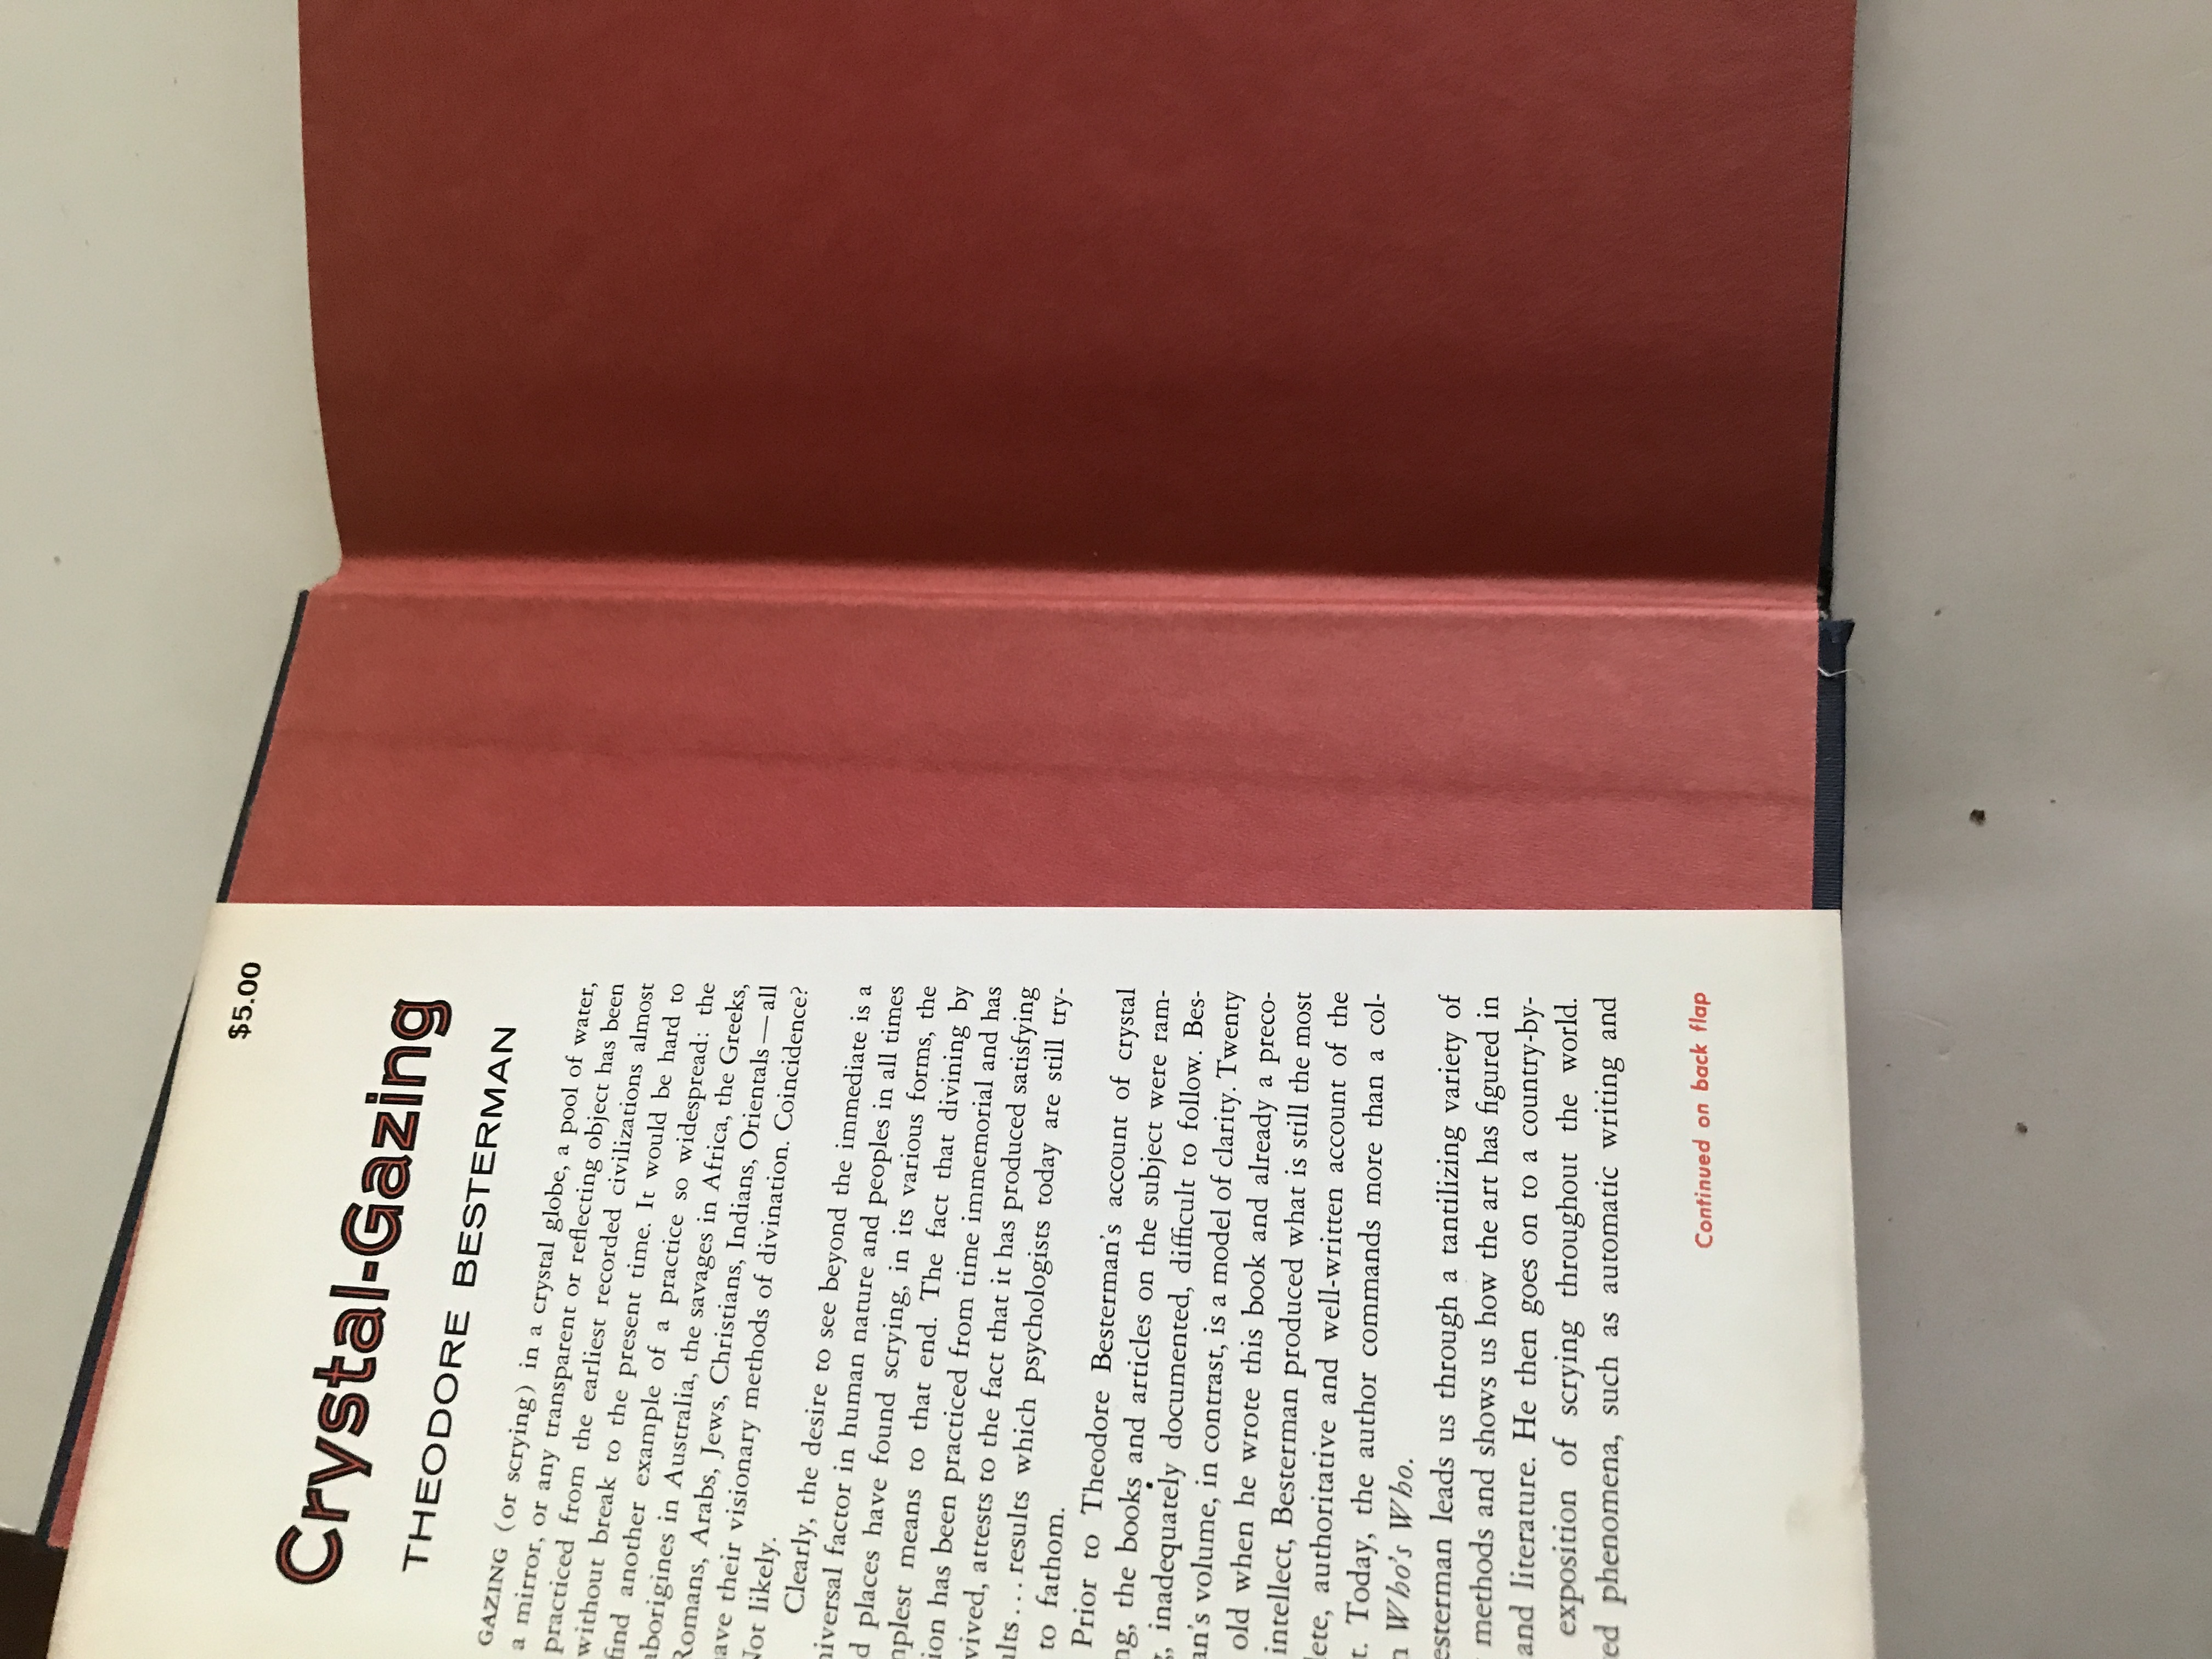 $5.00
Crystal-Gazing
THEODORE BESTERMAN
GAZING (or scrying) in a crystal globe, a pool of water,
a mirror, or any transparent or reflecting object has been
practiced from the earliest recorded civilizations almost
without break to the present time. It would be hard to
find another example of a practice so widespread: the
aborigines in Australia, the savages in Africa, the Greeks,
Romans, Arabs, Jews, Christians, Indians, Orientals—all
have their visionary methods of divination. Coincidence?
Not likely.
Clearly, the desire to see beyond the immediate is a
factor in human nature and peoples in all times
places have found scrying, in its various forms, the
means to that end. The fact that divining by
has been practiced from time immemorial and has
attests to the fact that it has produced satisfying
... results which psychologists today are still try-
to fathom.
Prior to Theodore Besterman's account of crystal
the books and articles on the subject were ram-
inadequately documented, difficult to follow. Bes-
volume, in contrast, is a model of clarity. Twenty
old when he wrote this book and already a preco-
intellect, Besterman produced what is still the most
authoritative and well-written account of the
Today, the author commands more than a col-
Who's Who.
esterman leads us through a tantilizing variety of
methods and shows us how the art has figured in
and literature. He then goes on to a country-by-
exposition of scrying throughout the world.
phenomena, such as automatic writing and
Continued on back flap